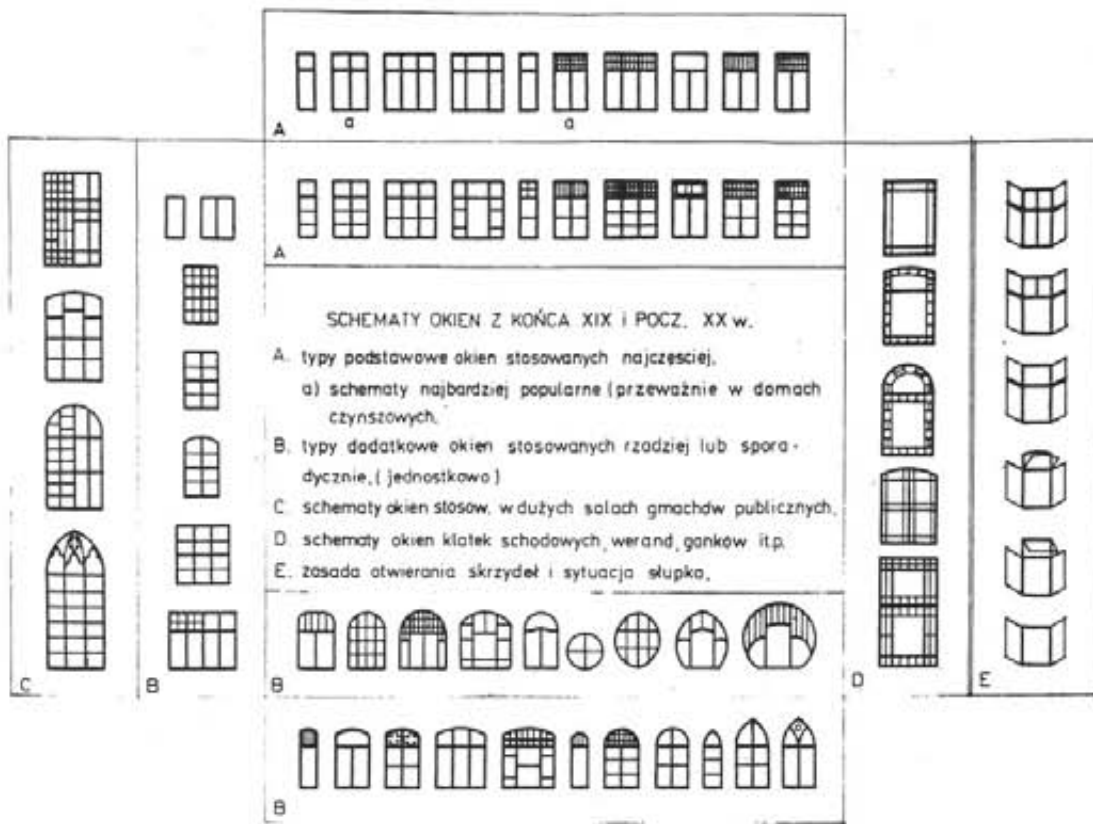 a a
A
A
SCHEMATY OKIEN Z KOŃCA XIX i POCZ. XX w.
A. typy podstawowe okien stosowanych najczęsciej,
a) schematy najbardziej popularne (przeważnie w domach
czynszowych,
B. typy dodatkowe okien stosowanych rzadziej lub spora-
dycznie, (jednostkowo)
C. schematy okien stosow. w dużych salach gmachów publicznych,
D. schematy okien klatek schodowych, werand, ganków itp.
E. zasada otwierania skrzydeł i sytuacja słupka,
C B B D E
B